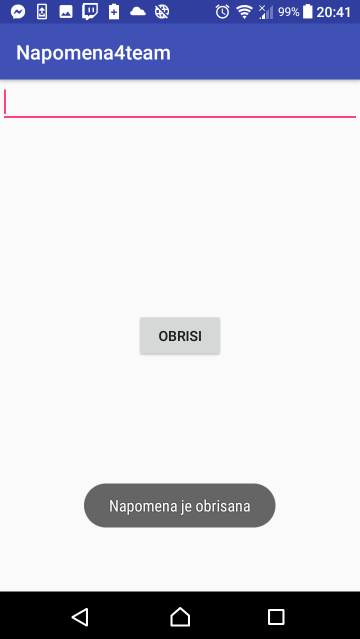 99% 20:41
Napomena4team
OBRISI
Napomena je obrisana